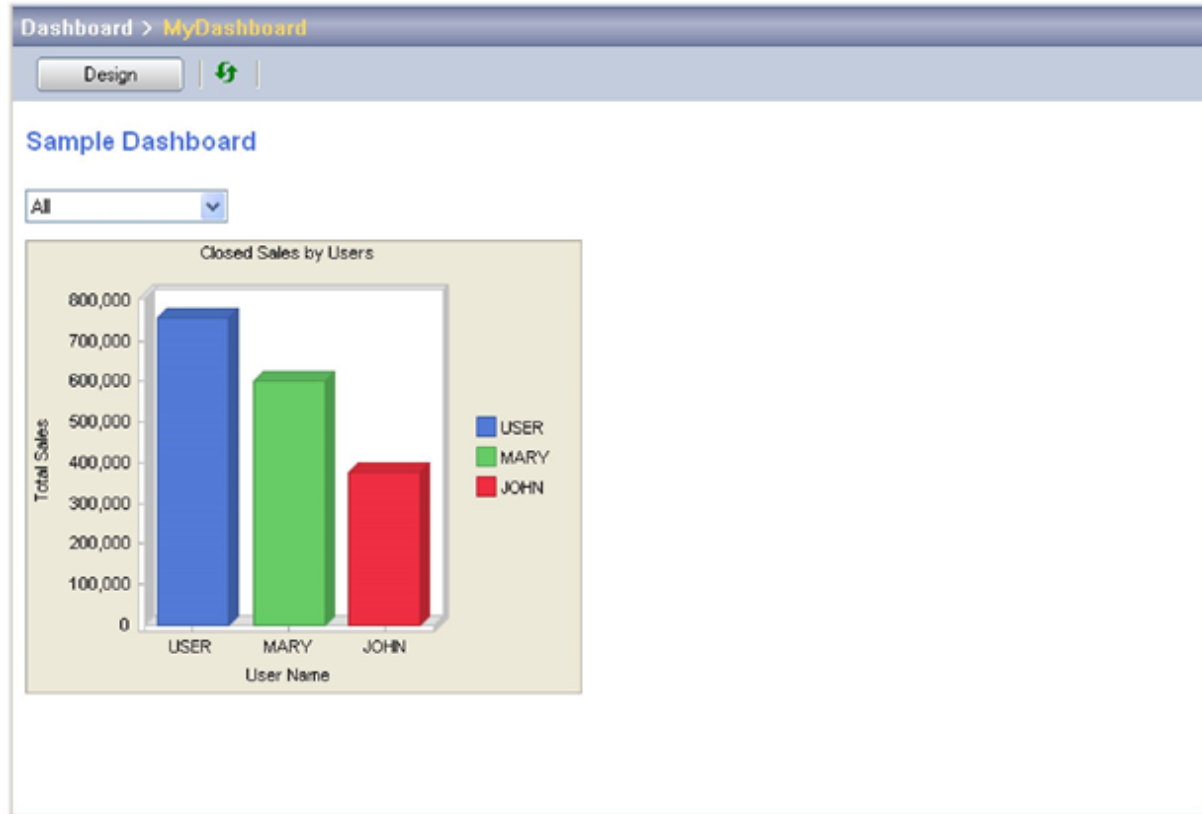 Dashboard > MyDashboard
Design
Sample Dashboard
All
Closed Sales by Users
Total Sales
800,000
700,000
600,000
500,000
400,000
300,000
200,000
100,000
0
USER
MARY
JOHN
USER MARY JOHN
User Name